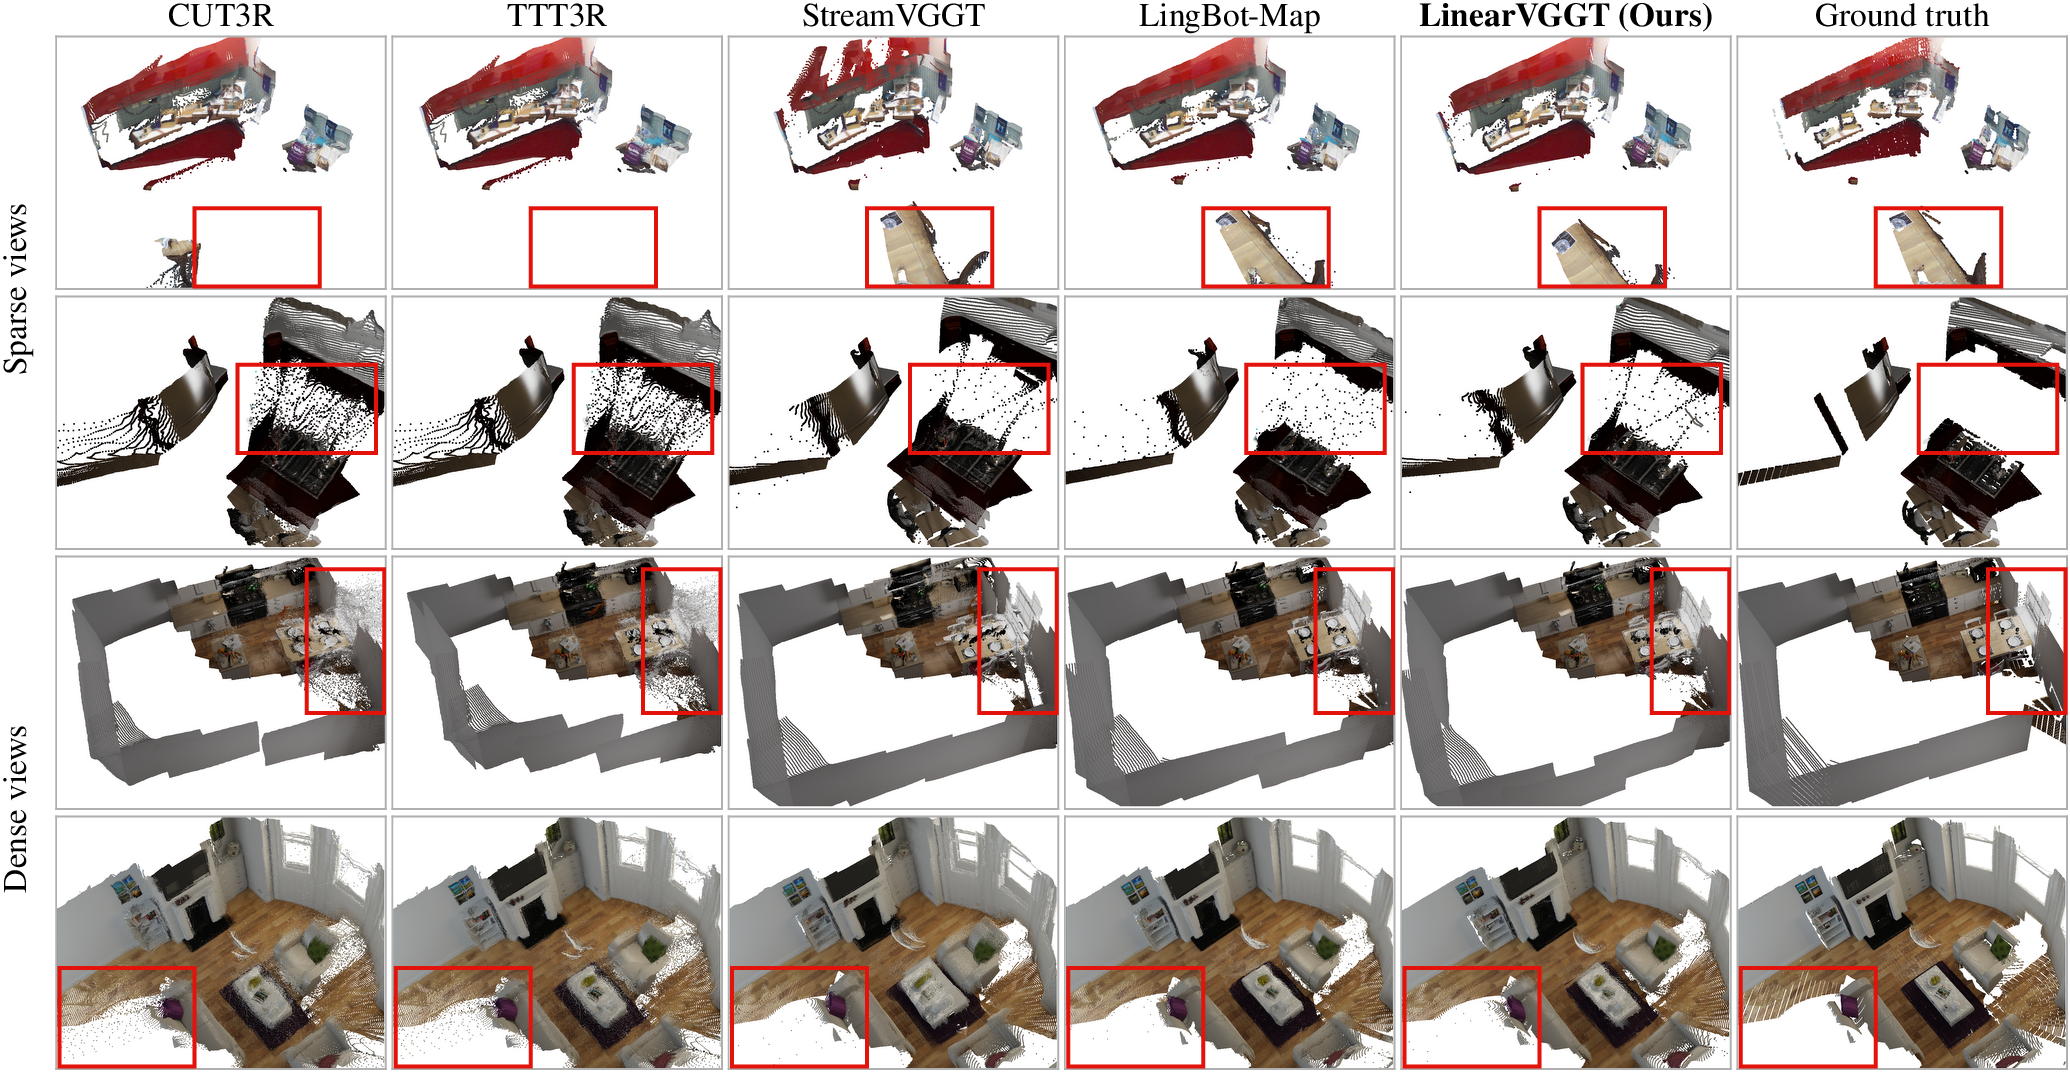 CUT3R TTT3R StreamVGGT LingBot-Map LinearVGGT (Ours) Ground truth
Sparse views
Dense views